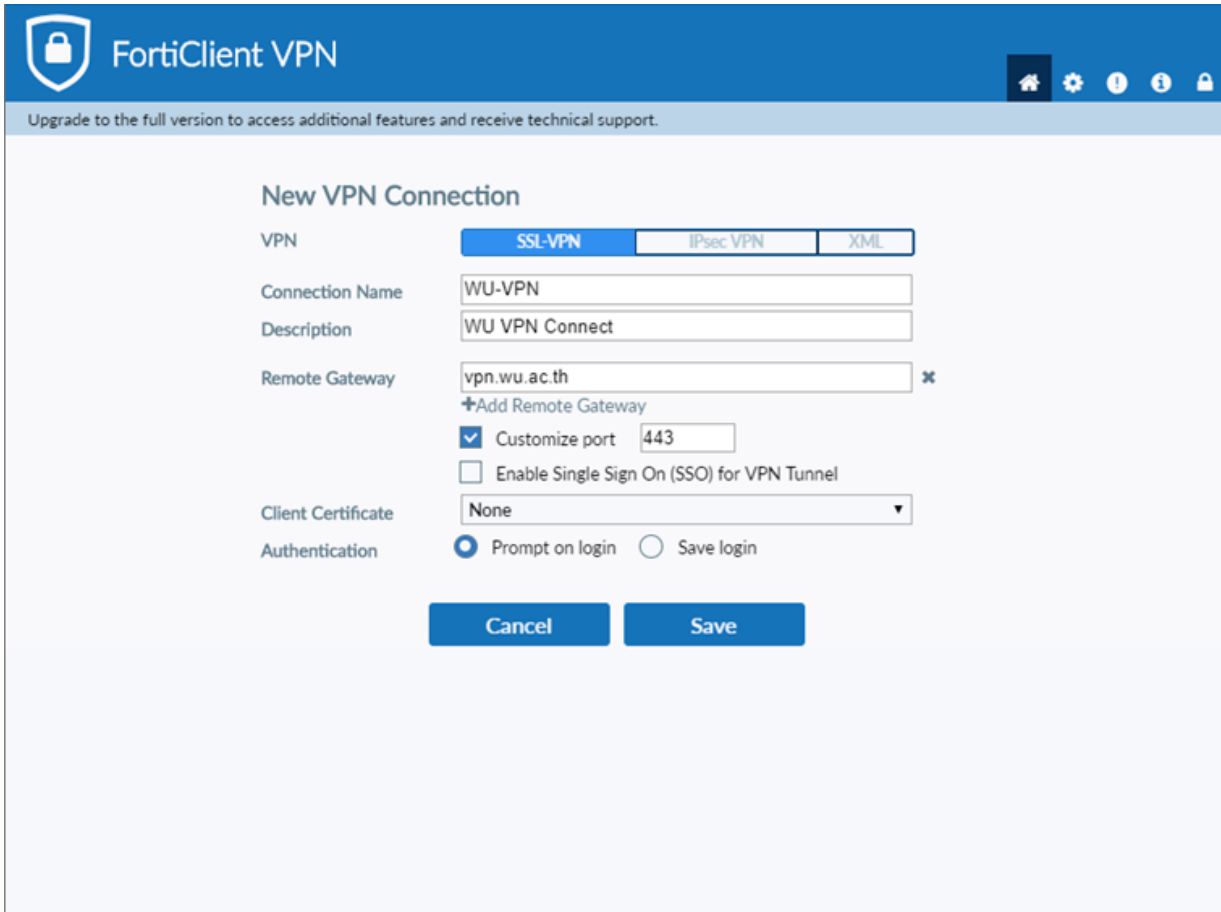 FortiClient VPN
Upgrade to the full version to access additional features and receive technical support.
New VPN Connection
VPN SSL-VPN IPsec VPN XML
Connection Name WU-VPN
Description WU VPN Connect
Remote Gateway vpn.wu.ac.th
+Add Remote Gateway
Customize port 443
Enable Single Sign On (SSO) for VPN Tunnel
Client Certificate None
Authentication Prompt on login Save login
Cancel Save